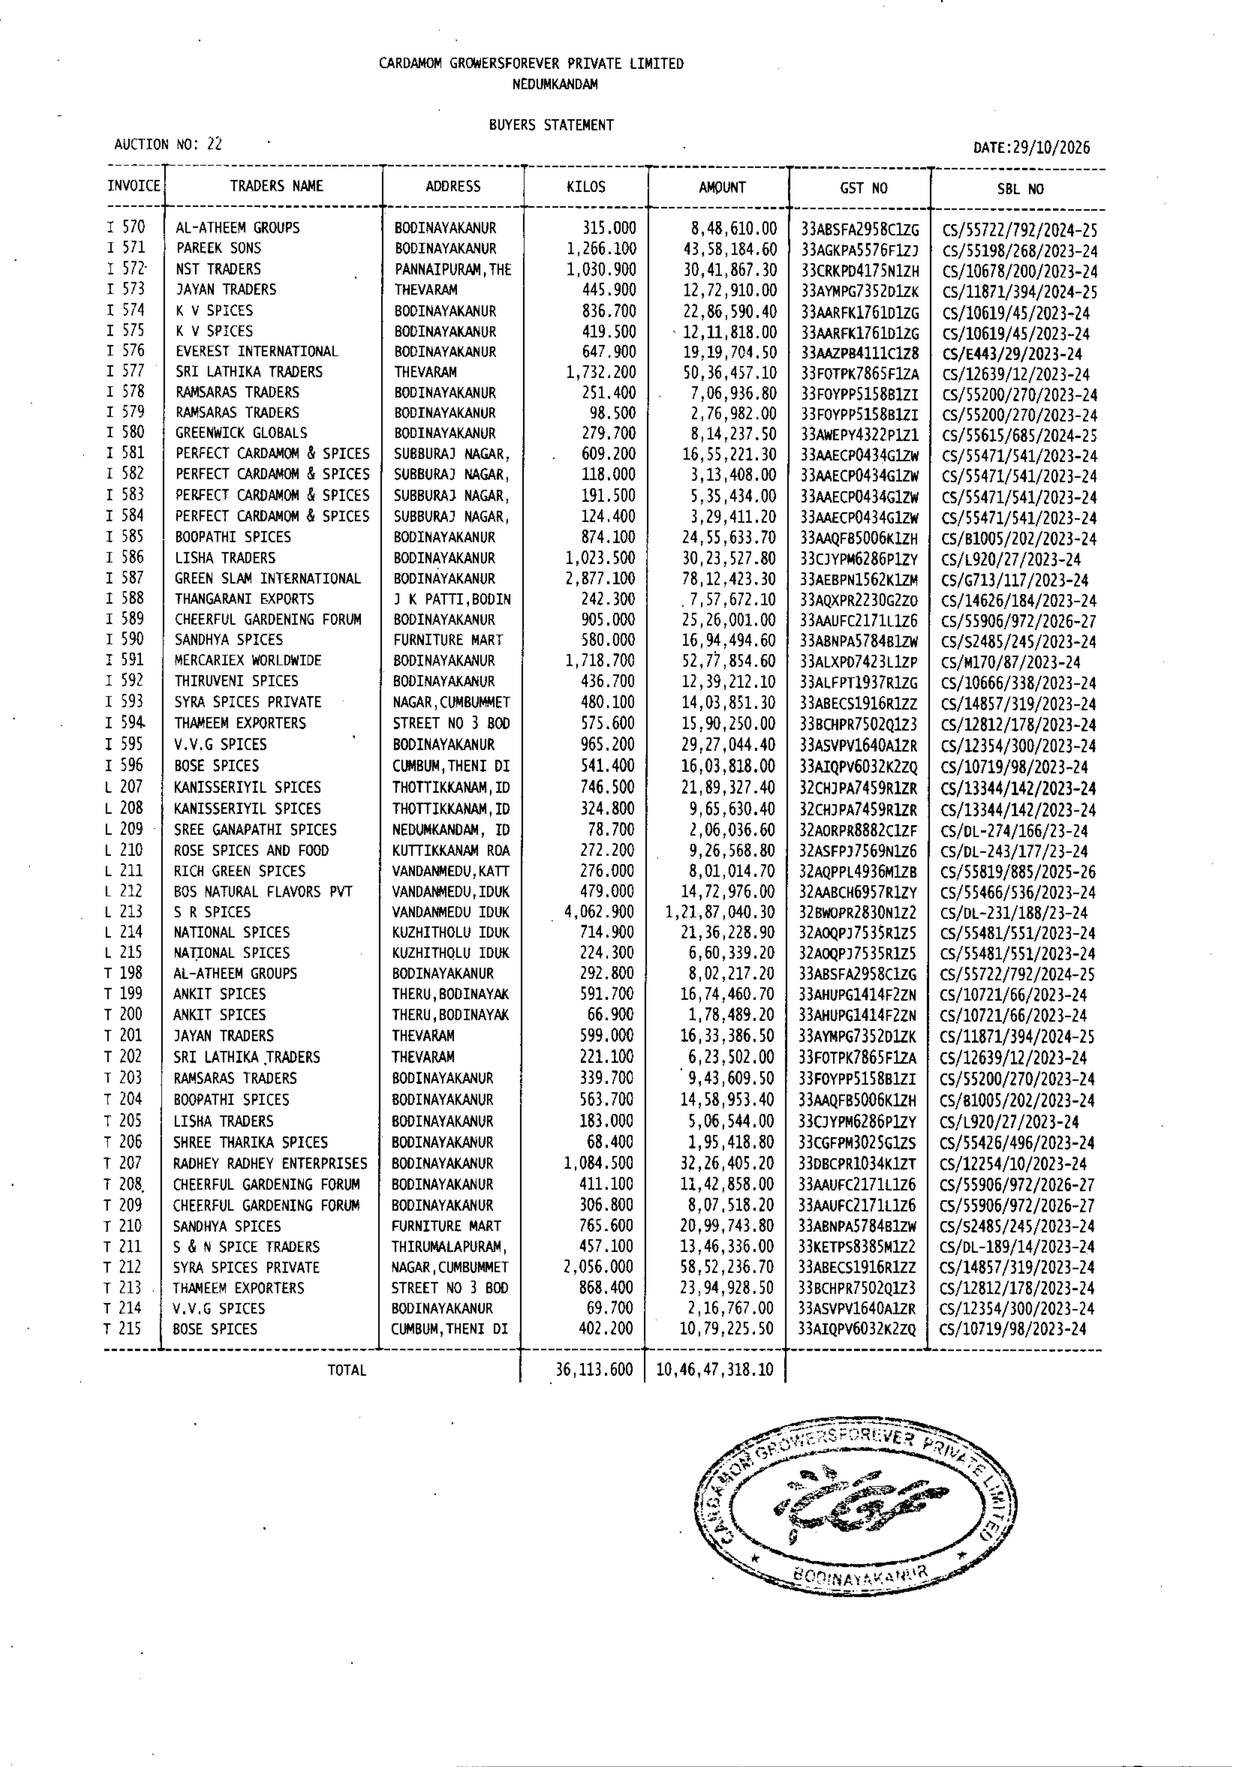 CARDAMOM GROWERSFOREVER PRIVATE LIMITED
NEDUMKANDAM
BUYERS STATEMENT
AUCTION NO: 22 DATE:29/10/2026
INVOICE TRADERS NAME ADDRESS KILOS AMOUNT GST NO SBL NO
I 570 AL-ATHEEM GROUPS BODINAYAKANUR 315.000 8,48,610.00 33ABSFA2958C1ZG CS/55722/792/2024-25
I 571 PAREEK SONS BODINAYAKANUR 1,266.100 43,58,184.60 33AGKPA5576F1ZJ CS/55198/268/2023-24
I 572 NST TRADERS PANNAIPURAM,THE 1,030.900 30,41,867.30 33CRKPD4175N1ZH CS/10678/200/2023-24
I 573 JAYAN TRADERS THEVARAM 445.900 12,72,910.00 33AYMPG7352D1ZK CS/11871/394/2024-25
I 574 K V SPICES BODINAYAKANUR 836.700 22,86,590.40 33AARFK1761D1ZG CS/10619/45/2023-24
I 575 K V SPICES BODINAYAKANUR 419.500 12,11,818.00 33AARFK1761D1ZG CS/10619/45/2023-24
I 576 EVEREST INTERNATIONAL BODINAYAKANUR 647.900 19,19,704.50 33AAZPB4111C1Z8 CS/E443/29/2023-24
I 577 SRI LATHIKA TRADERS THEVARAM 1,732.200 50,36,457.10 33FOTPK7865F1ZA CS/12639/12/2023-24
I 578 RAMSARAS TRADERS BODINAYAKANUR 251.400 7,06,936.80 33FOYPP5158B1ZI CS/55200/270/2023-24
I 579 RAMSARAS TRADERS BODINAYAKANUR 98.500 2,76,982.00 33FOYPP5158B1ZI CS/55200/270/2023-24
I 580 GREENWICK GLOBALS BODINAYAKANUR 279.700 8,14,237.50 33AWEPY4322P1Z1 CS/55615/685/2024-25
I 581 PERFECT CARDAMOM & SPICES SUBBURAJ NAGAR, 609.200 16,55,221.30 33AAECP0434G1ZW CS/55471/541/2023-24
I 582 PERFECT CARDAMOM & SPICES SUBBURAJ NAGAR, 118.000 3,13,408.00 33AAECP0434G1ZW CS/55471/541/2023-24
I 583 PERFECT CARDAMOM & SPICES SUBBURAJ NAGAR, 191.500 5,35,434.00 33AAECP0434G1ZW CS/55471/541/2023-24
I 584 PERFECT CARDAMOM & SPICES SUBBURAJ NAGAR, 124.400 3,29,411.20 33AAECP0434G1ZW CS/55471/541/2023-24
I 585 BOOPATHI SPICES BODINAYAKANUR 874.100 24,55,633.70 33AAQFB5006K1ZH CS/B1005/202/2023-24
I 586 LISHA TRADERS BODINAYAKANUR 1,023.500 30,23,527.80 33CJYPM6286P1ZY CS/L920/27/2023-24
I 587 GREEN SLAM INTERNATIONAL BODINAYAKANUR 2,877.100 78,12,423.30 33AEBPN1562K1ZM CS/G713/117/2023-24
I 588 THANGARANI EXPORTS J K PATTI,BODIN 242.300 7,57,672.10 33AQXPR2230G2ZO CS/14626/184/2023-24
I 589 CHEERFUL GARDENING FORUM BODINAYAKANUR 905.000 25,26,001.00 33AAUFC2171L1Z6 CS/55906/972/2026-27
I 590 SANDHYA SPICES FURNITURE MART 580.000 16,94,494.60 33ABNPA5784B1ZW CS/S2485/245/2023-24
I 591 MERCARIEX WORLDWIDE BODINAYAKANUR 1,718.700 52,77,854.60 33ALXPD7423L1ZP CS/M170/87/2023-24
I 592 THIRUVENI SPICES BODINAYAKANUR 436.700 12,39,212.10 33ALFPT1937R1ZG CS/10666/338/2023-24
I 593 SYRA SPICES PRIVATE NAGAR,CUMBUMMET 480.100 14,03,851.30 33ABECS1916R1ZZ CS/14857/319/2023-24
I 594 THAMEEM EXPORTERS STREET NO 3 BOD 575.600 15,90,250.00 33BCHPR7502Q1Z3 CS/12812/178/2023-24
I 595 V.V.G SPICES BODINAYAKANUR 965.200 29,27,044.40 33ASVPV1640A1ZR CS/12354/300/2023-24
I 596 BOSE SPICES CUMBUM,THENI DI 541.400 16,03,818.00 33AIQPV6032K2ZQ CS/10719/98/2023-24
L 207 KANISSERIYIL SPICES THOTTIKKANAM,ID 746.500 21,89,327.40 32CHJPA7459R1ZR CS/13344/142/2023-24
L 208 KANISSERIYIL SPICES THOTTIKKANAM,ID 324.800 9,65,630.40 32CHJPA7459R1ZR CS/13344/142/2023-24
L 209 SREE GANAPATHI SPICES NEDUMKANDAM, ID 78.700 2,06,036.60 32AORPR8882C1ZF CS/DL-274/166/23-24
L 210 ROSE SPICES AND FOOD KUTTIKKANAM ROA 272.200 9,26,568.80 32ASFPJ7569N1Z6 CS/DL-243/177/23-24
L 211 RICH GREEN SPICES VANDANMEDU,KATT 276.000 8,01,014.70 32AQPPL4936M1ZB CS/55819/885/2025-26
L 212 BOS NATURAL FLAVORS PVT VANDANMEDU,IDUK 479.000 14,72,976.00 32AABCH6957R1ZY CS/55466/536/2023-24
L 213 S R SPICES VANDANMEDU IDUK 4,062.900 1,21,87,040.30 32BWOPR2830N1Z2 CS/DL-231/188/23-24
L 214 NATIONAL SPICES KUZHITHOLU IDUK 714.900 21,36,228.90 32AOQPJ7535R1Z5 CS/55481/551/2023-24
L 215 NATIONAL SPICES KUZHITHOLU IDUK 224.300 6,60,339.20 32AOQPJ7535R1Z5 CS/55481/551/2023-24
T 198 AL-ATHEEM GROUPS BODINAYAKANUR 292.800 8,02,217.20 33ABSFA2958C1ZG CS/55722/792/2024-25
T 199 ANKIT SPICES THERU,BODINAYAK 591.700 16,74,460.70 33AHUPG1414F2ZN CS/10721/66/2023-24
T 200 ANKIT SPICES THERU,BODINAYAK 66.900 1,78,489.20 33AHUPG1414F2ZN CS/10721/66/2023-24
T 201 JAYAN TRADERS THEVARAM 599.000 16,33,386.50 33AYMPG7352D1ZK CS/11871/394/2024-25
T 202 SRI LATHIKA TRADERS THEVARAM 221.100 6,23,502.00 33FOTPK7865F1ZA CS/12639/12/2023-24
T 203 RAMSARAS TRADERS BODINAYAKANUR 339.700 9,43,609.50 33FOYPP5158B1ZI CS/55200/270/2023-24
T 204 BOOPATHI SPICES BODINAYAKANUR 563.700 14,58,953.40 33AAQFB5006K1ZH CS/B1005/202/2023-24
T 205 LISHA TRADERS BODINAYAKANUR 183.000 5,06,544.00 33CJYPM6286P1ZY CS/L920/27/2023-24
T 206 SHREE THARIKA SPICES BODINAYAKANUR 68.400 1,95,418.80 33CGFPM3025G1ZS CS/55426/496/2023-24
T 207 RADHEY RADHEY ENTERPRISES BODINAYAKANUR 1,084.500 32,26,405.20 33DBCPR1034K1ZT CS/12254/10/2023-24
T 208 CHEERFUL GARDENING FORUM BODINAYAKANUR 411.100 11,42,858.00 33AAUFC2171L1Z6 CS/55906/972/2026-27
T 209 CHEERFUL GARDENING FORUM BODINAYAKANUR 306.800 8,07,518.20 33AAUFC2171L1Z6 CS/55906/972/2026-27
T 210 SANDHYA SPICES FURNITURE MART 765.600 20,99,743.80 33ABNPA5784B1ZW CS/S2485/245/2023-24
T 211 S & N SPICE TRADERS THIRUMALAPURAM, 457.100 13,46,336.00 33KETPS8385M1Z2 CS/DL-189/14/2023-24
T 212 SYRA SPICES PRIVATE NAGAR,CUMBUMMET 2,056.000 58,52,236.70 33ABECS1916R1ZZ CS/14857/319/2023-24
T 213 THAMEEM EXPORTERS STREET NO 3 BOD 868.400 23,94,928.50 33BCHPR7502Q1Z3 CS/12812/178/2023-24
T 214 V.V.G SPICES BODINAYAKANUR 69.700 2,16,767.00 33ASVPV1640A1ZR CS/12354/300/2023-24
T 215 BOSE SPICES CUMBUM,THENI DI 402.200 10,79,225.50 33AIQPV6032K2ZQ CS/10719/98/2023-24
TOTAL 36,113.600 10,46,47,318.10
CARDAMOM GROWERSFOREVER PRIVATE LIMITED
CGF
BODINAYAKANUR